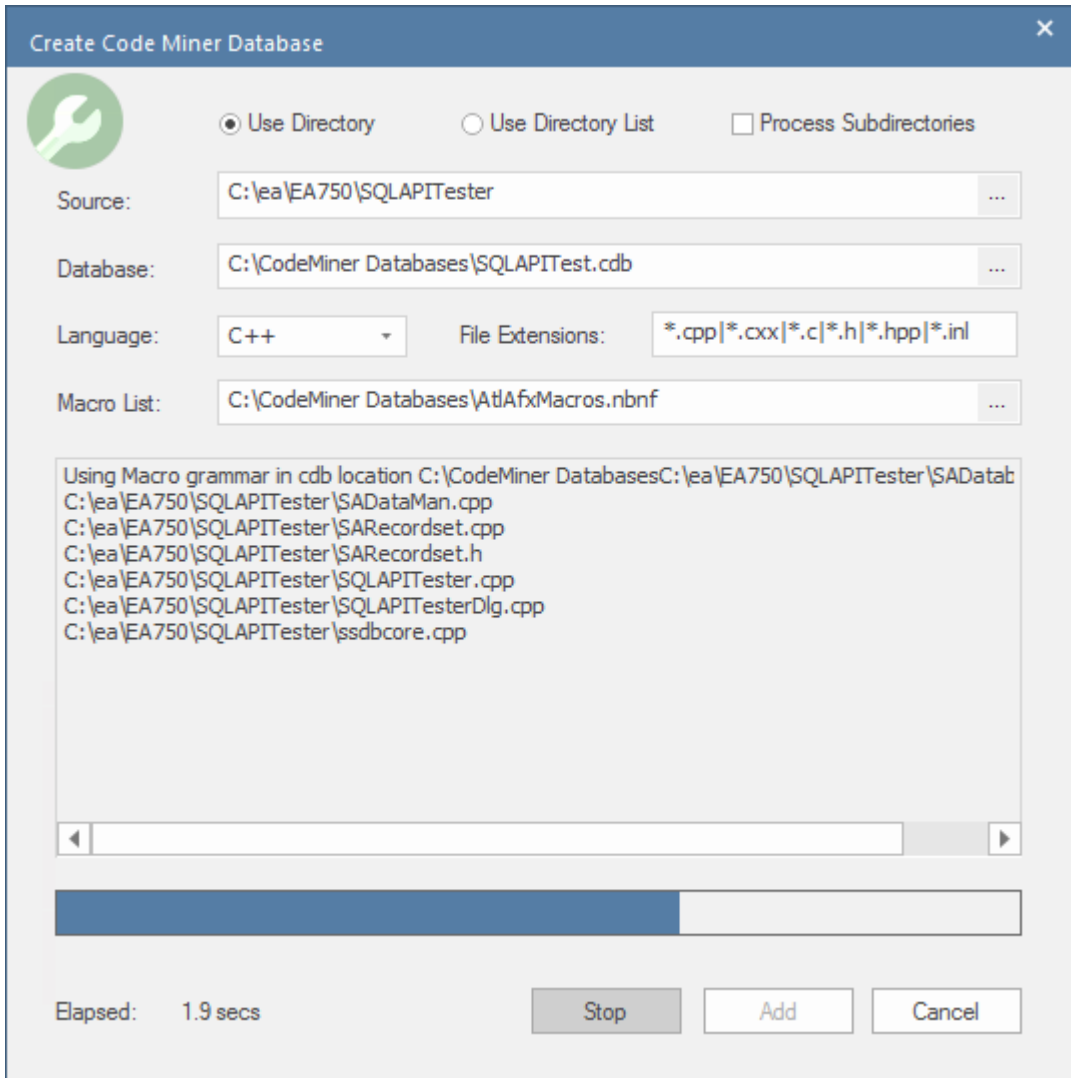 Create Code Miner Database
Use Directory Use Directory List Process Subdirectories
Source: C:\ea\EA750\SQLAPITester ...
Database: C:\CodeMiner Databases\SQLAPITest.cdb ...
Language: C++ File Extensions: *.cpp|*.cxx|*.c|*.h|*.hpp|*.inl
Macro List: C:\CodeMiner Databases\AtlAfxMacros.nbnf ...
Using Macro grammar in cdb location C:\CodeMiner DatabasesC:\ea\EA750\SQLAPITester\SADatab
C:\ea\EA750\SQLAPITester\SADataMan.cpp
C:\ea\EA750\SQLAPITester\SARecordset.cpp
C:\ea\EA750\SQLAPITester\SARecordset.h
C:\ea\EA750\SQLAPITester\SQLAPITester.cpp
C:\ea\EA750\SQLAPITester\SQLAPITesterDlg.cpp
C:\ea\EA750\SQLAPITester\ssdbcore.cpp
Elapsed: 1.9 secs Stop Add Cancel